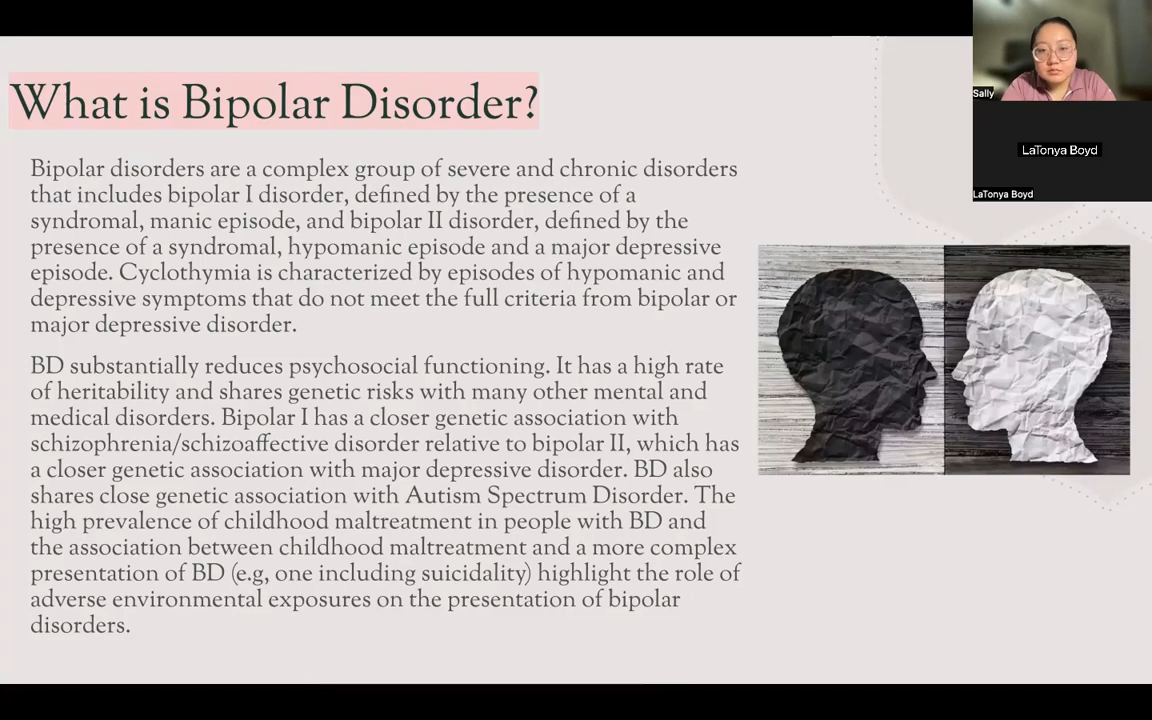 What is Bipolar Disorder?
Bipolar disorders are a complex group of severe and chronic disorders
that includes bipolar I disorder, defined by the presence of a
syndromal, manic episode, and bipolar II disorder, defined by the
presence of a syndromal, hypomanic episode and a major depressive
episode. Cyclothymia is characterized by episodes of hypomanic and
depressive symptoms that do not meet the full criteria from bipolar or
major depressive disorder.
BD substantially reduces psychosocial functioning. It has a high rate
of heritability and shares genetic risks with many other mental and
medical disorders. Bipolar I has a closer genetic association with
schizophrenia/schizoaffective disorder relative to bipolar II, which has
a closer genetic association with major depressive disorder. BD also
shares close genetic association with Autism Spectrum Disorder. The
high prevalence of childhood maltreatment in people with BD and
the association between childhood maltreatment and a more complex
presentation of BD (e.g, one including suicidality) highlight the role of
adverse environmental exposures on the presentation of bipolar
disorders.
Sally
LaTonya Boyd
LaTonya Boyd